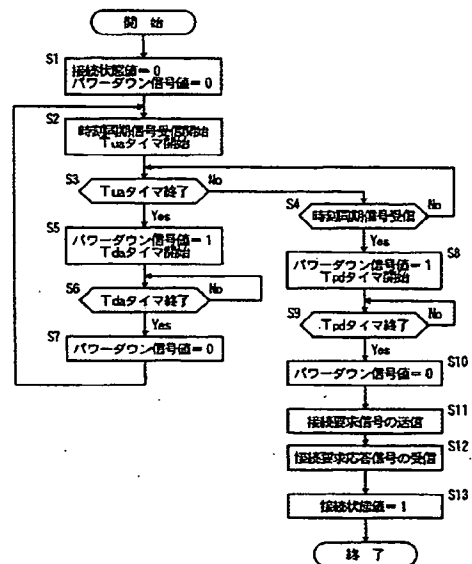 開 始
S1
接続状態値＝0
パワーダウン信号値＝0
S2
時刻同期信号受信開始
Tuaタイマ開始
S3
Tuaタイマ終了
No
Yes
S4
時刻同期信号受信
No
Yes
S5
パワーダウン信号値＝1
Tdaタイマ開始
S6
Tdaタイマ終了
No
Yes
S7
パワーダウン信号値＝0
S8
パワーダウン信号値＝1
Tpdタイマ開始
S9
Tpdタイマ終了
No
Yes
S10
パワーダウン信号値＝0
S11
接続要求信号の送信
S12
接続要求応答信号の受信
S13
接続状態値＝1
終 了